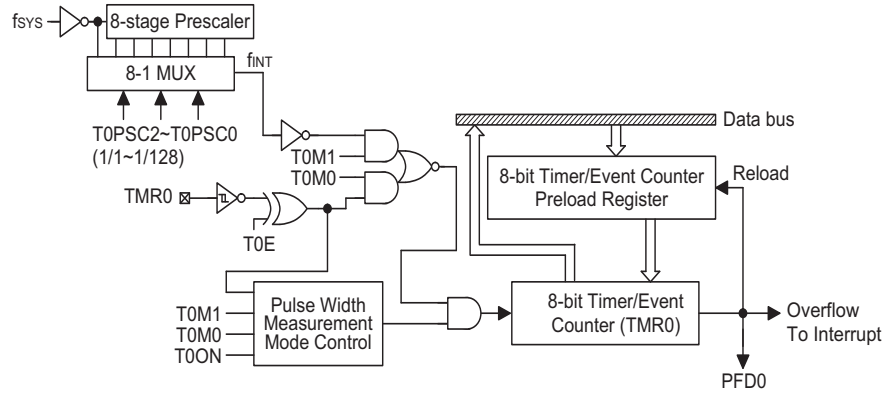 fSYS
8-stage Prescaler
8-1 MUX
fINT
T0PSC2~T0PSC0
(1/1~1/128)
T0M1
T0M0
TMR0
T0E
Data bus
8-bit Timer/Event Counter
Preload Register
Reload
T0M1
T0M0
T0ON
Pulse Width
Measurement
Mode Control
8-bit Timer/Event
Counter (TMR0)
Overflow
To Interrupt
PFD0